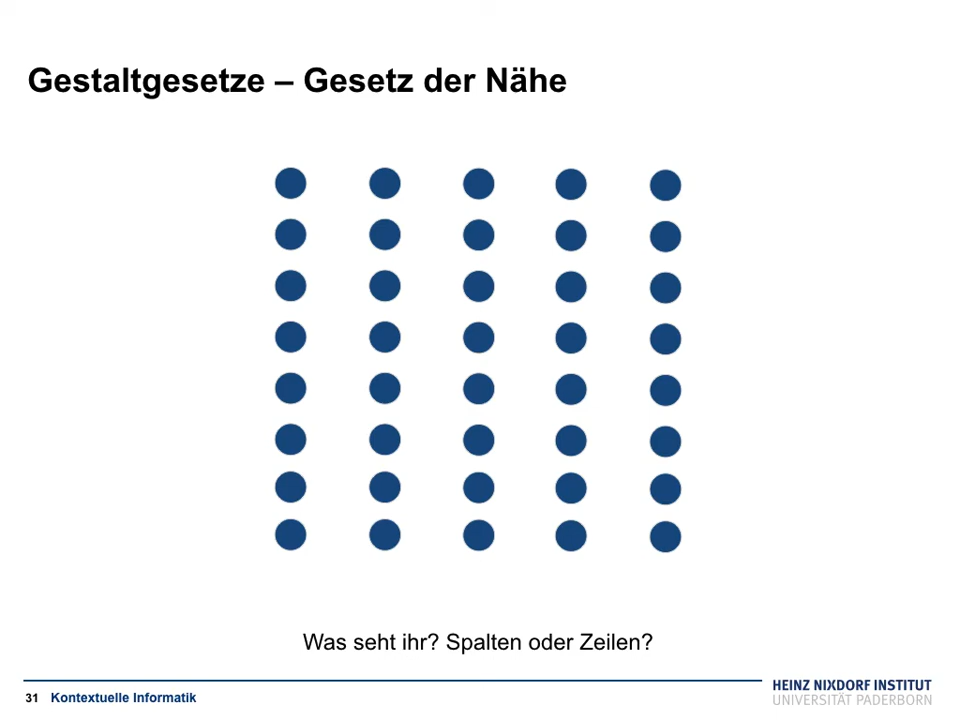 Gestaltgesetze – Gesetz der Nähe
Was seht ihr? Spalten oder Zeilen?
31 Kontextuelle Informatik
HEINZ NIXDORF INSTITUT
UNIVERSITÄT PADERBORN